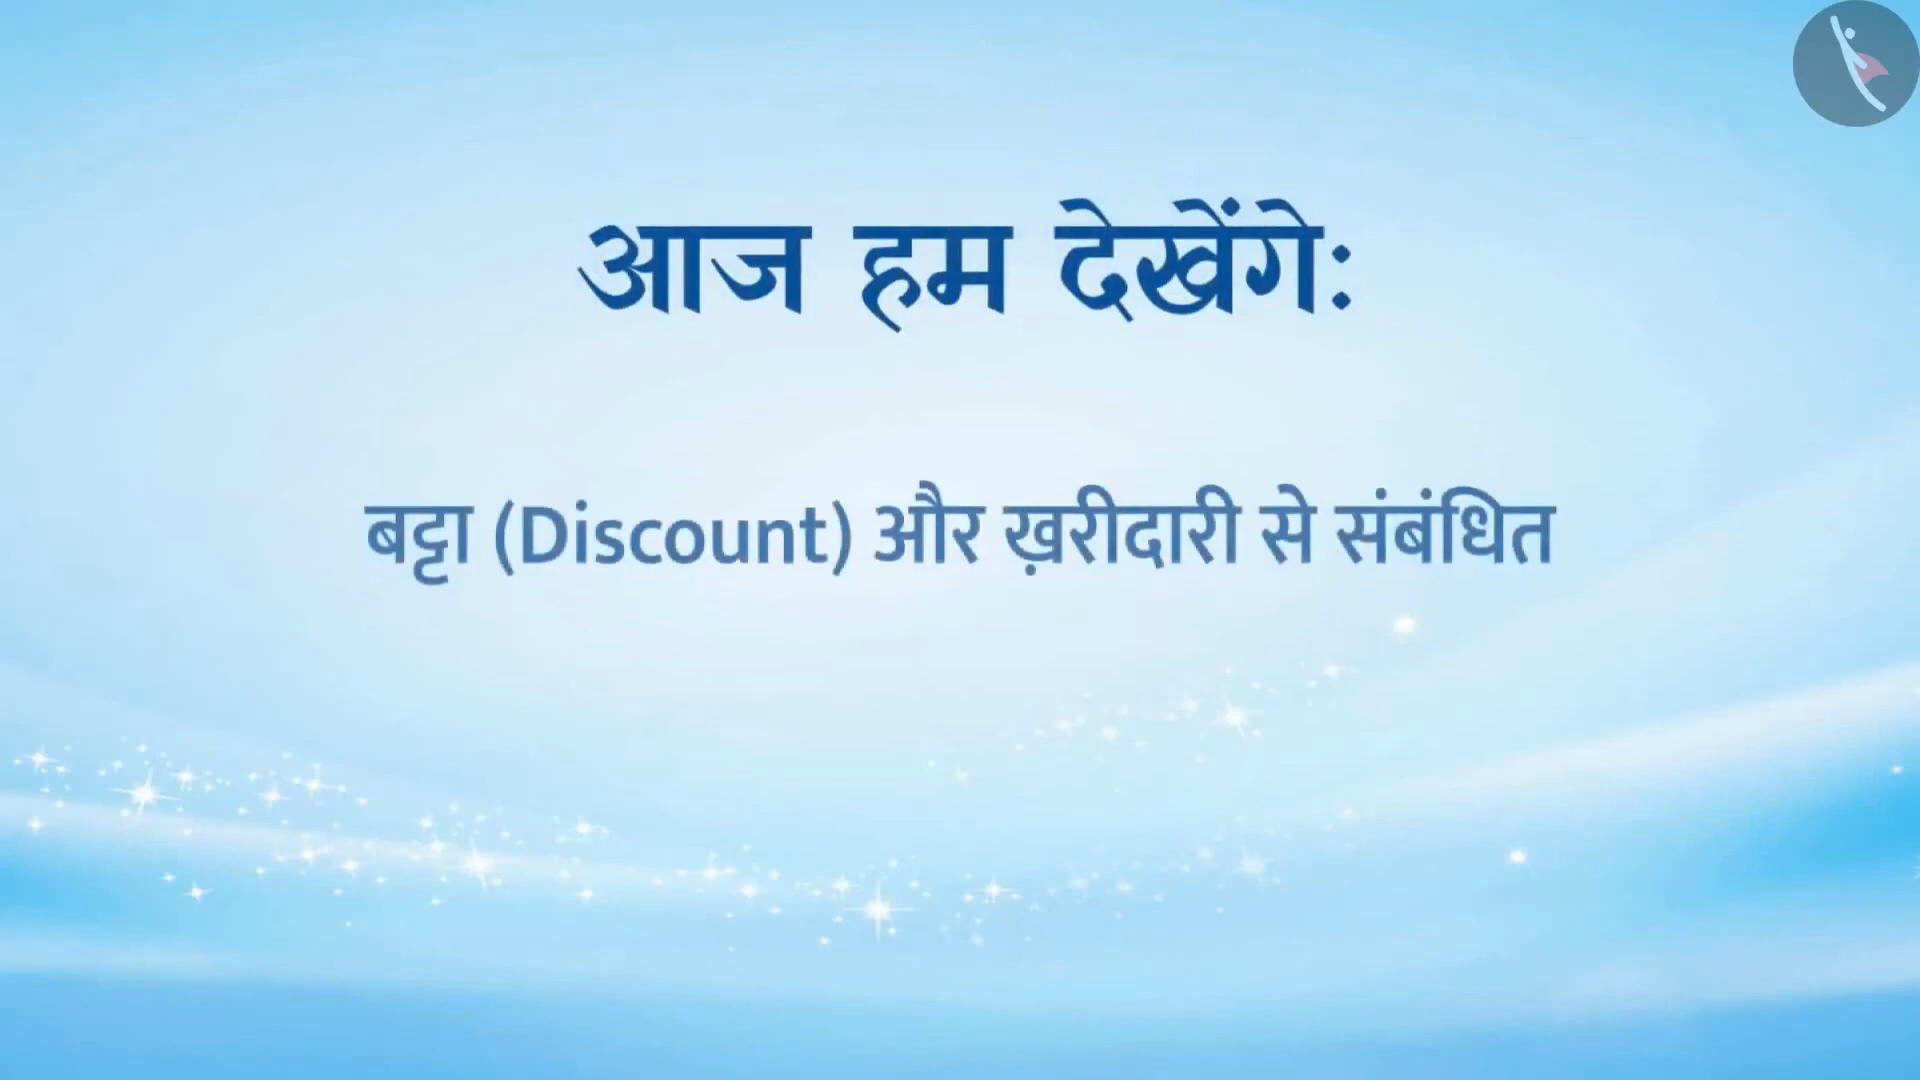 आज हम देखेंगे:
बट्टा (Discount) और ख़रीदारी से संबंधित